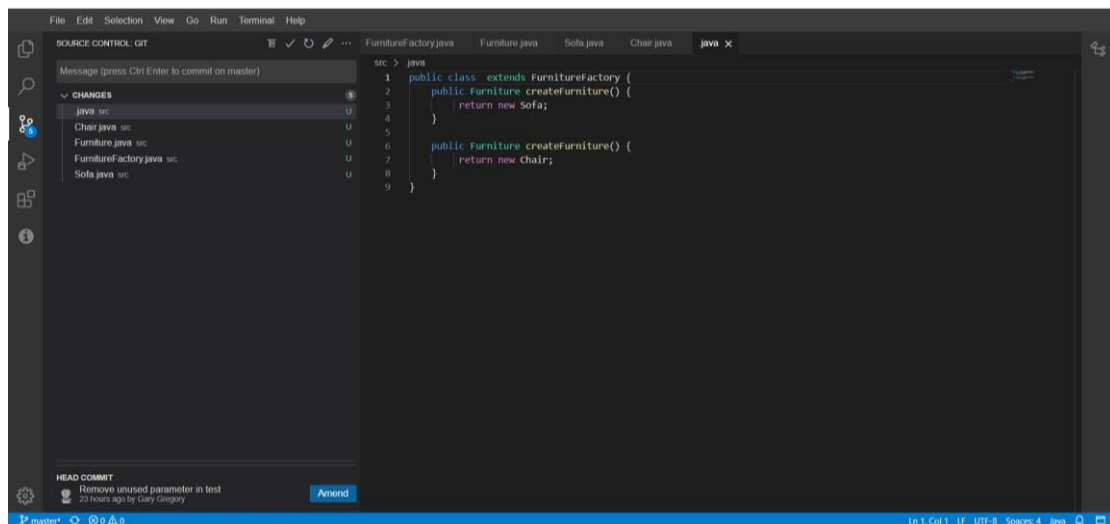 File Edit Selection View Go Run Terminal Help
SOURCE CONTROL: GIT
Message (press Ctrl Enter to commit on master)
CHANGES 5
java src U
Chair.java src U
Furniture.java src U
FurnitureFactory.java src U
Sofa.java src U
HEAD COMMIT
Remove unused parameter in test
23 hours ago by Gary Gregory
Amend
5
FurnitureFactory.java Furniture.java Sofa.java Chair.java java
src > java
1 public class  extends FurnitureFactory {
2     public Furniture createFurniture() {
3         return new Sofa;
4     }
5
6     public Furniture createFurniture() {
7         return new Chair;
8     }
9 }
master* 0 0 Ln 1, Col 1 LF UTF-8 Spaces: 4 Java